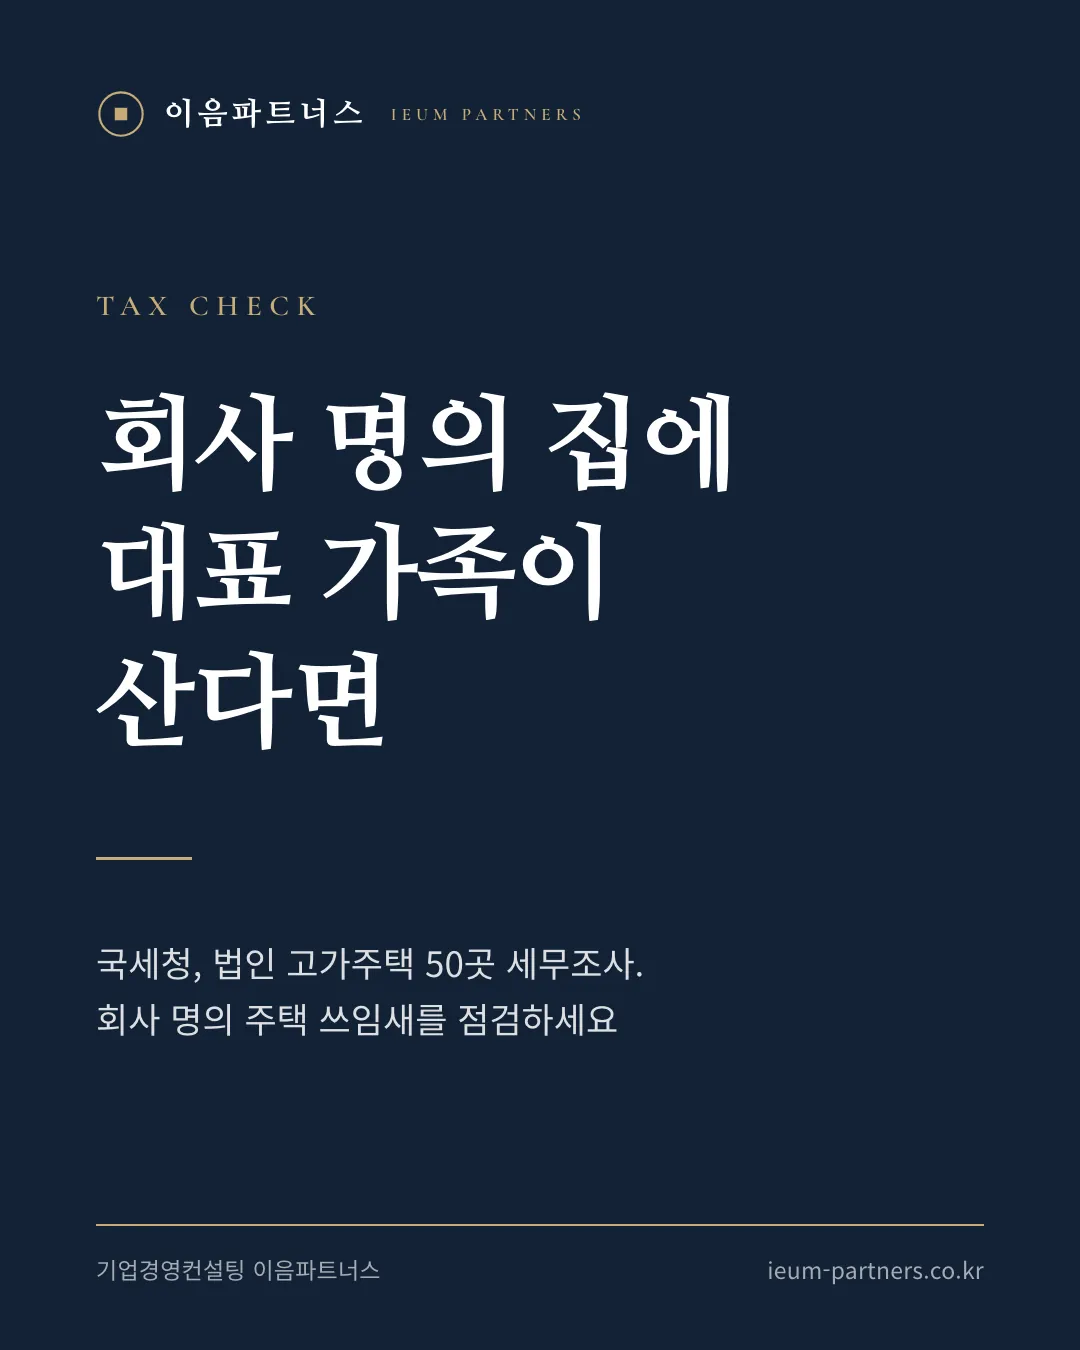 이음파트너스 IEUM PARTNERS
TAX CHECK
회사 명의 집에
대표 가족이
산다면
국세청, 법인 고가주택 50곳 세무조사.
회사 명의 주택 쓰임새를 점검하세요
기업경영컨설팅 이음파트너스 ieum-partners.co.kr